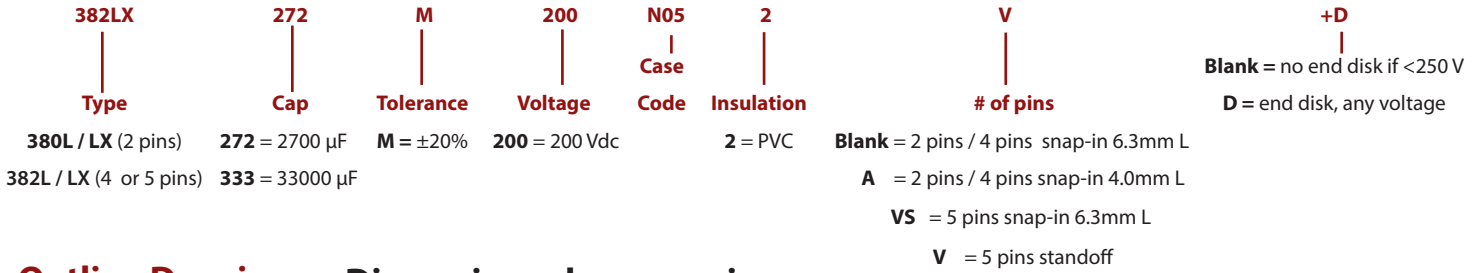 382LX 272 M 200 N05 2 V +D
Case Blank = no end disk if <250 V
Type Cap Tolerance Voltage Code Insulation # of pins D = end disk, any voltage
380L / LX (2 pins) 272 = 2700 µF M = ±20% 200 = 200 Vdc 2 = PVC Blank = 2 pins / 4 pins snap-in 6.3mm L
382L / LX (4 or 5 pins) 333 = 33000 µF A = 2 pins / 4 pins snap-in 4.0mm L
VS = 5 pins snap-in 6.3mm L
V = 5 pins standoff